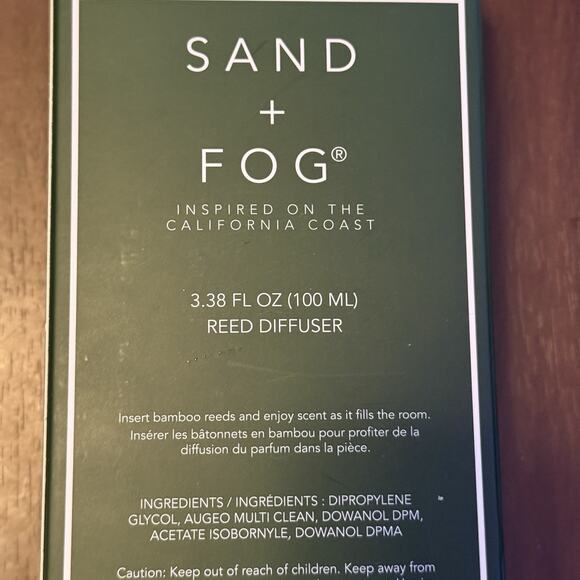 SAND
+
FOG®
INSPIRED ON THE
CALIFORNIA COAST
3.38 FL OZ (100 ML)
REED DIFFUSER
Insert bamboo reeds and enjoy scent as it fills the room.
Insérer les bâtonnets en bambou pour profiter de la
diffusion du parfum dans la pièce.
INGREDIENTS / INGRÉDIENTS : DIPROPYLENE
GLYCOL, AUGEO MULTI CLEAN, DOWANOL DPM,
ACETATE ISOBORNYLE, DOWANOL DPMA
Caution: Keep out of reach of children. Keep away from